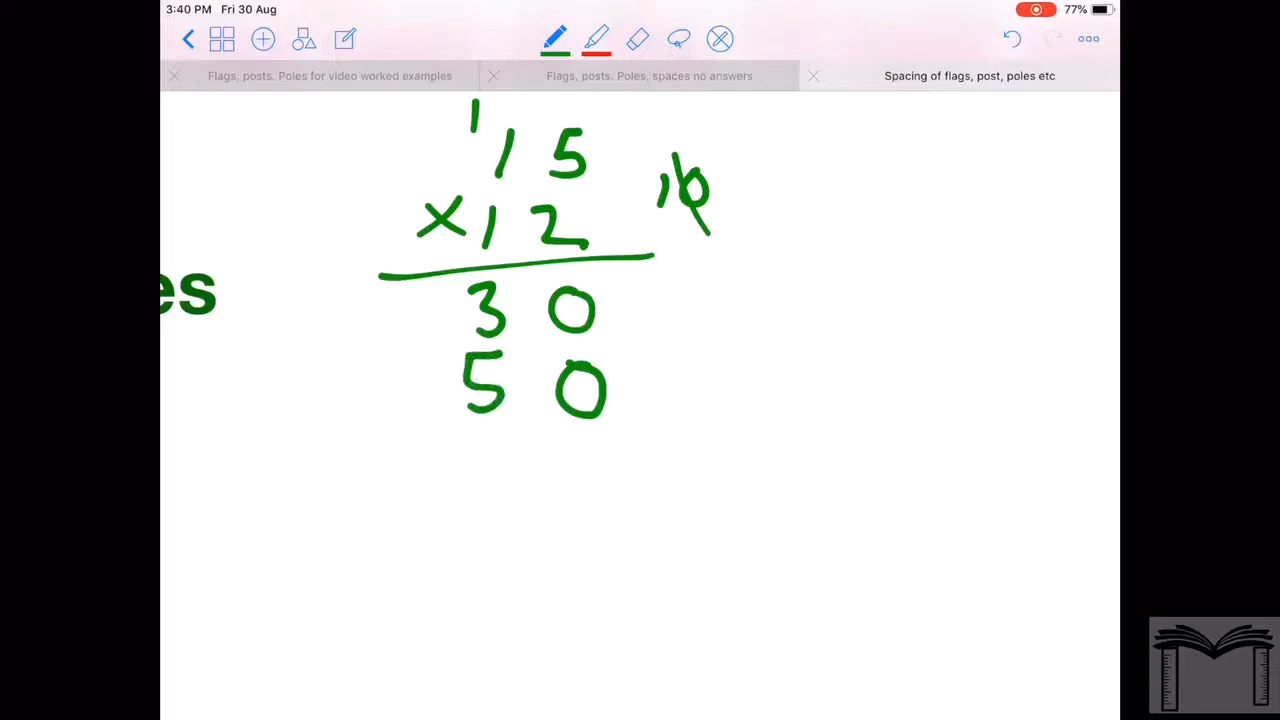 3:40 PM Fri 30 Aug 77%
Flags, posts. Poles for video worked examples
Flags, posts. Poles, spaces no answers
Spacing of flags, post, poles etc
1
15
×12
10
es
30
50